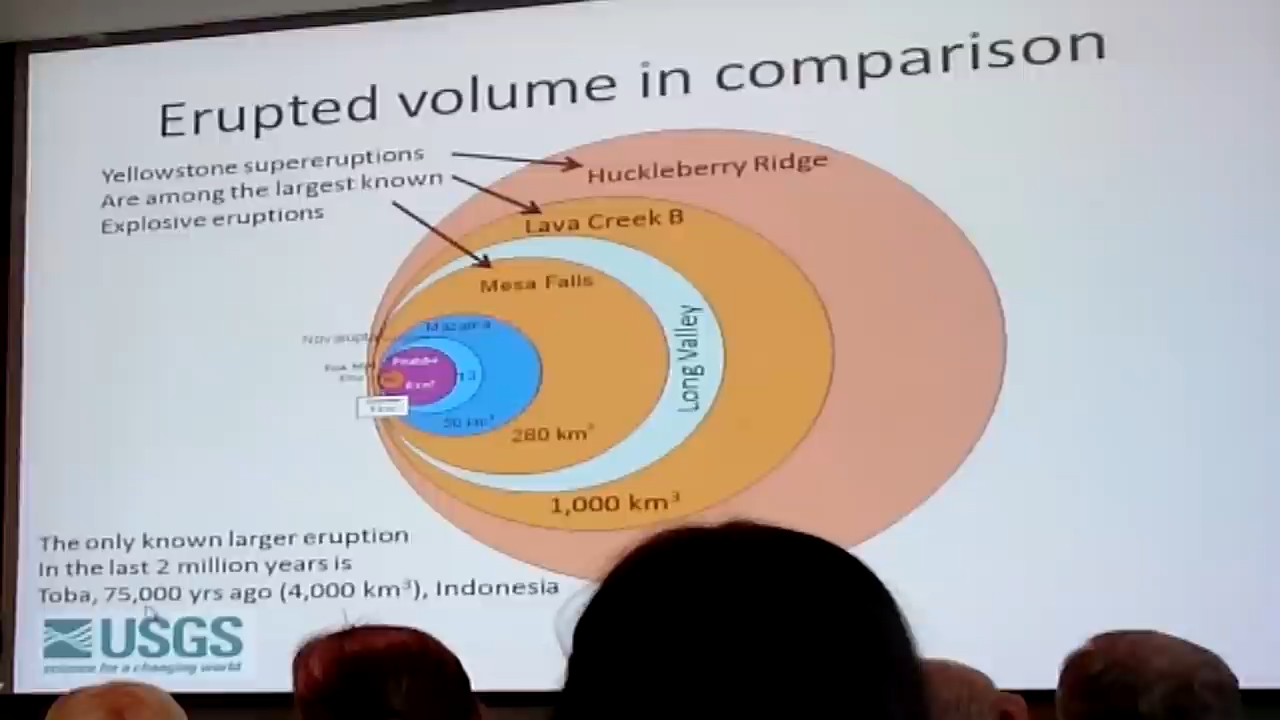 Erupted volume in comparison
Yellowstone supereruptions
Are among the largest known
Explosive eruptions
Huckleberry Ridge
Lava Creek B
Mesa Falls
Long Valley
Mazama
280 km³
1,000 km³
The only known larger eruption
In the last 2 million years is
Toba, 75,000 yrs ago (4,000 km³), Indonesia
USGS
science for a changing world